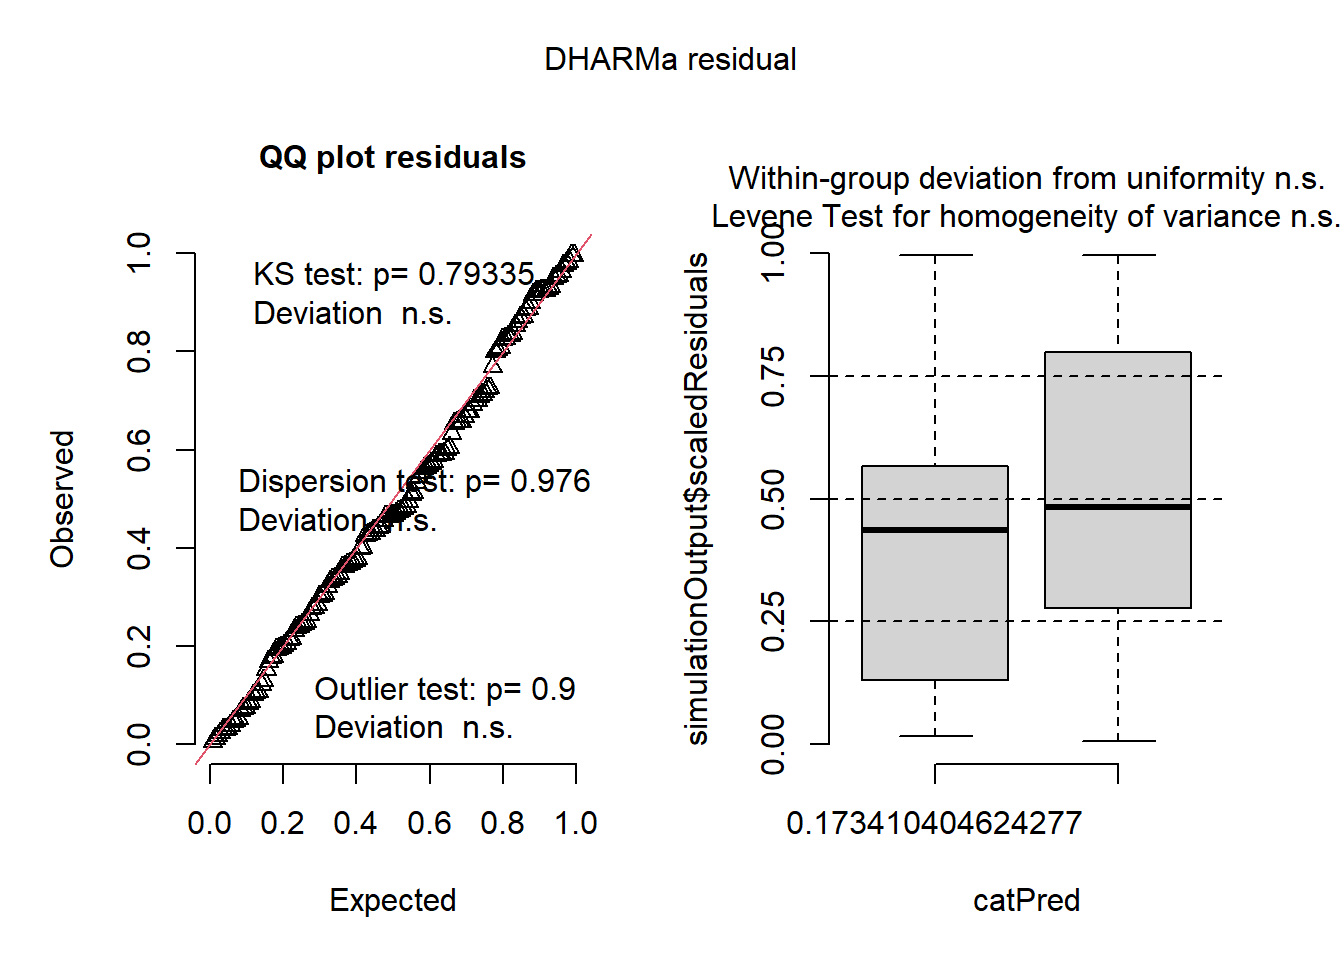 DHARMa residual
QQ plot residuals
KS test: p= 0.79335
Deviation  n.s.
Dispersion test: p= 0.976
Deviation  n.s.
Outlier test: p= 0.9
Deviation  n.s.
Observed
0.0 0.2 0.4 0.6 0.8 1.0
0.0 0.2 0.4 0.6 0.8 1.0
Expected
Within-group deviation from uniformity n.s.
Levene Test for homogeneity of variance n.s.
simulationOutput$scaledResiduals
0.00 0.25 0.50 0.75 1.00
0.173410404624277
catPred